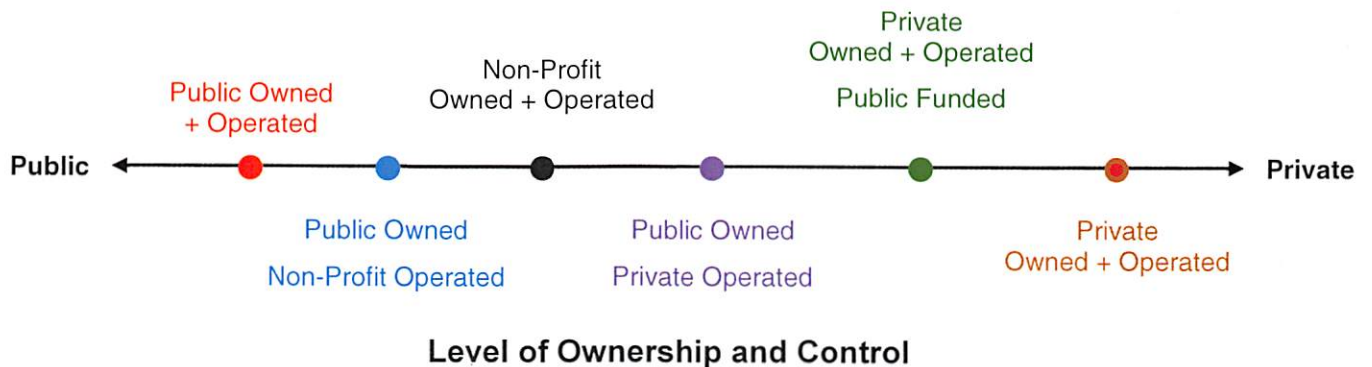 Public
Public Owned
+ Operated
Public Owned
Non-Profit Operated
Non-Profit
Owned + Operated
Public Owned
Private Operated
Private
Owned + Operated
Public Funded
Private
Owned + Operated
Private
Level of Ownership and Control